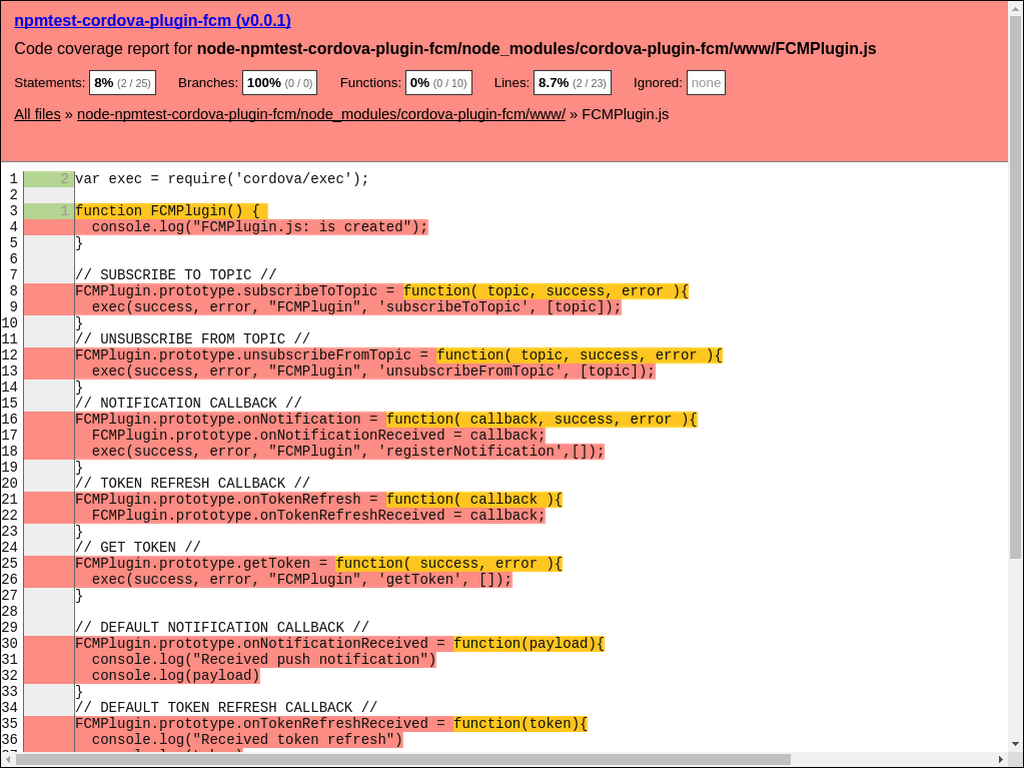 npmtest-cordova-plugin-fcm (v0.0.1)
Code coverage report for node-npmtest-cordova-plugin-fcm/node_modules/cordova-plugin-fcm/www/FCMPlugin.js
Statements: 8% (2 / 25) Branches: 100% (0 / 0) Functions: 0% (0 / 10) Lines: 8.7% (2 / 23) Ignored: none
All files » node-npmtest-cordova-plugin-fcm/node_modules/cordova-plugin-fcm/www/ » FCMPlugin.js
1 2 var exec = require('cordova/exec');
2
3 1 function FCMPlugin() {
4   console.log("FCMPlugin.js: is created");
5 }
6
7 // SUBSCRIBE TO TOPIC //
8 FCMPlugin.prototype.subscribeToTopic = function( topic, success, error ){
9   exec(success, error, "FCMPlugin", 'subscribeToTopic', [topic]);
10 }
11 // UNSUBSCRIBE FROM TOPIC //
12 FCMPlugin.prototype.unsubscribeFromTopic = function( topic, success, error ){
13   exec(success, error, "FCMPlugin", 'unsubscribeFromTopic', [topic]);
14 }
15 // NOTIFICATION CALLBACK //
16 FCMPlugin.prototype.onNotification = function( callback, success, error ){
17   FCMPlugin.prototype.onNotificationReceived = callback;
18   exec(success, error, "FCMPlugin", 'registerNotification',[]);
19 }
20 // TOKEN REFRESH CALLBACK //
21 FCMPlugin.prototype.onTokenRefresh = function( callback ){
22   FCMPlugin.prototype.onTokenRefreshReceived = callback;
23 }
24 // GET TOKEN //
25 FCMPlugin.prototype.getToken = function( success, error ){
26   exec(success, error, "FCMPlugin", 'getToken', []);
27 }
28
29 // DEFAULT NOTIFICATION CALLBACK //
30 FCMPlugin.prototype.onNotificationReceived = function(payload){
31   console.log("Received push notification")
32   console.log(payload)
33 }
34 // DEFAULT TOKEN REFRESH CALLBACK //
35 FCMPlugin.prototype.onTokenRefreshReceived = function(token){
36   console.log("Received token refresh")